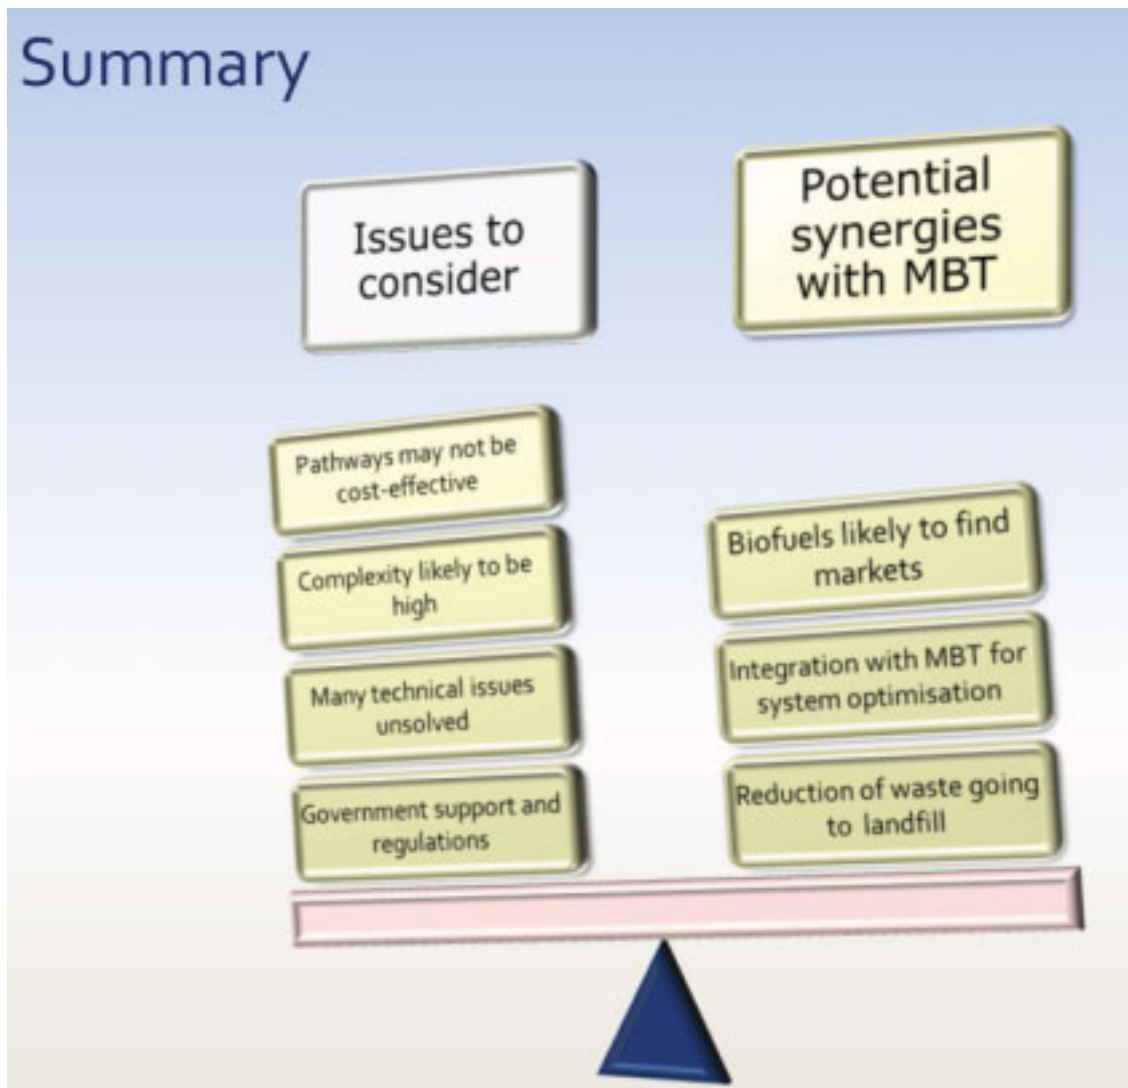 Summary
Issues to
consider
Potential
synergies
with MBT
Pathways may not be
cost-effective
Complexity likely to be
high
Many technical issues
unsolved
Government support and
regulations
Biofuels likely to find
markets
Integration with MBT for
system optimisation
Reduction of waste going
to landfill